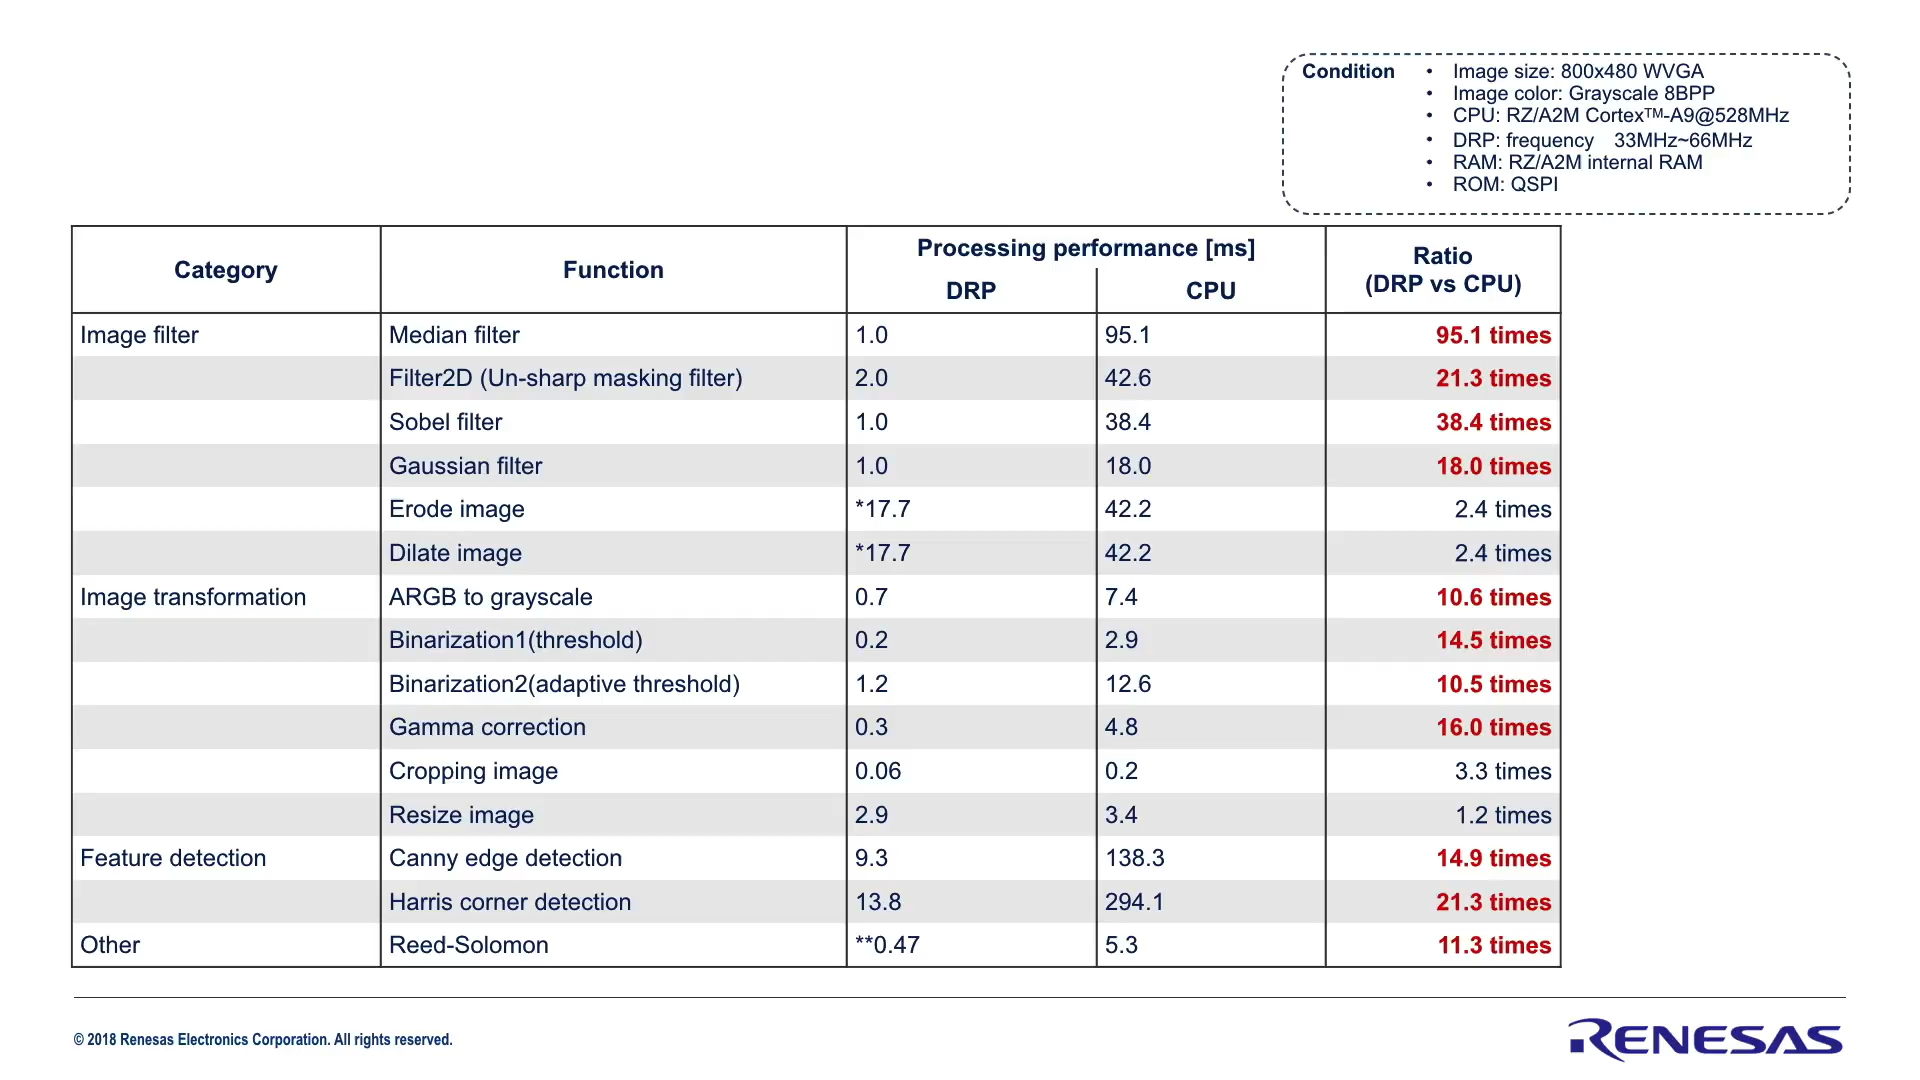 Condition
• Image size: 800x480 WVGA
• Image color: Grayscale 8BPP
• CPU: RZ/A2M Cortex™-A9@528MHz
• DRP: frequency 33MHz~66MHz
• RAM: RZ/A2M internal RAM
• ROM: QSPI
Category Function Processing performance [ms] Ratio (DRP vs CPU)
DRP CPU
Image filter Median filter 1.0 95.1 95.1 times
Filter2D (Un-sharp masking filter) 2.0 42.6 21.3 times
Sobel filter 1.0 38.4 38.4 times
Gaussian filter 1.0 18.0 18.0 times
Erode image *17.7 42.2 2.4 times
Dilate image *17.7 42.2 2.4 times
Image transformation ARGB to grayscale 0.7 7.4 10.6 times
Binarization1(threshold) 0.2 2.9 14.5 times
Binarization2(adaptive threshold) 1.2 12.6 10.5 times
Gamma correction 0.3 4.8 16.0 times
Cropping image 0.06 0.2 3.3 times
Resize image 2.9 3.4 1.2 times
Feature detection Canny edge detection 9.3 138.3 14.9 times
Harris corner detection 13.8 294.1 21.3 times
Other Reed-Solomon **0.47 5.3 11.3 times
© 2018 Renesas Electronics Corporation. All rights reserved.
RENESAS